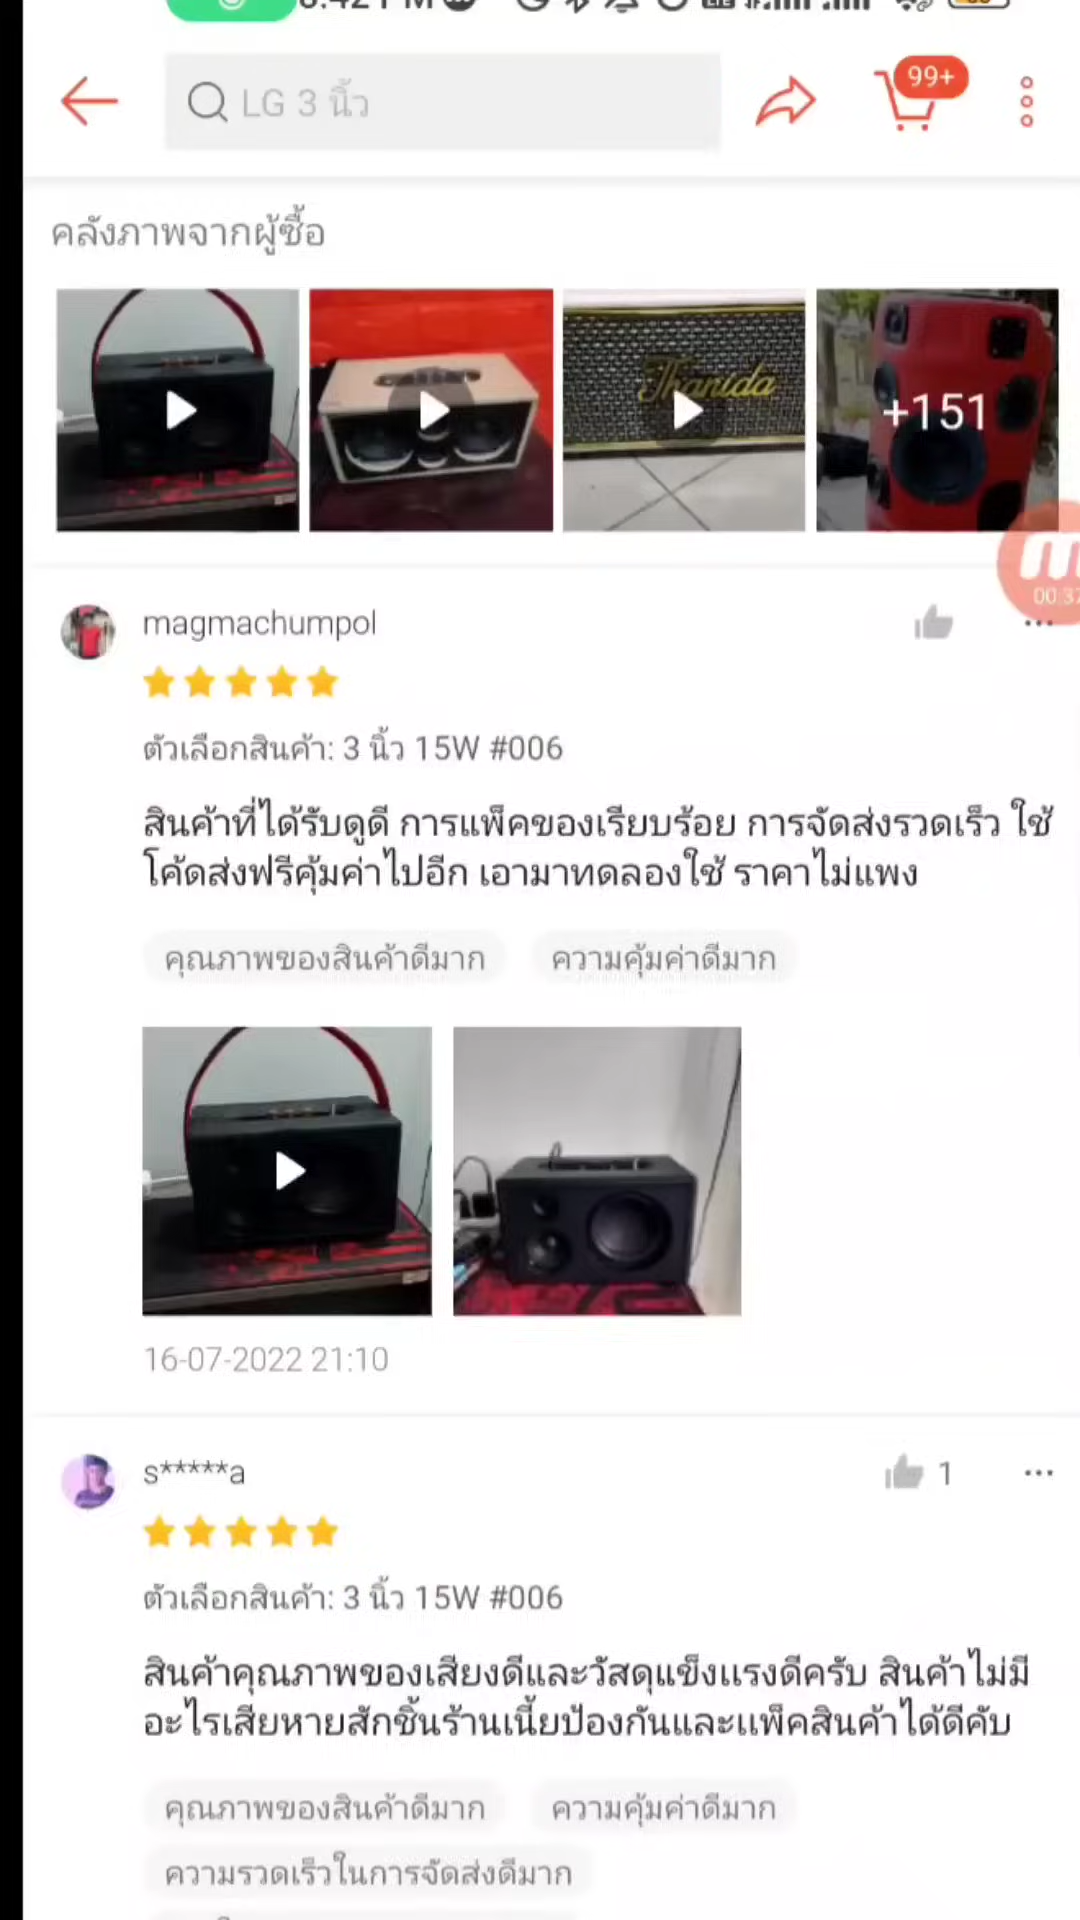 LG 3 นิ้ว
99+
คลังภาพจากผู้ซื้อ
Thanida
+151
magmachumpol
ตัวเลือกสินค้า: 3 นิ้ว 15W #006
สินค้าที่ได้รับดูดี การแพ็คของเรียบร้อย การจัดส่งรวดเร็ว ใช้
โค้ดส่งฟรีคุ้มค่าไปอีก เอามาทดลองใช้ ราคาไม่แพง
คุณภาพของสินค้าดีมาก
ความคุ้มค่าดีมาก
16-07-2022 21:10
s*****a
1
ตัวเลือกสินค้า: 3 นิ้ว 15W #006
สินค้าคุณภาพของเสียงดีและวัสดุแข็งแรงดีครับ สินค้าไม่มี
อะไรเสียหายสักชิ้นร้านเนี้ยป้องกันและแพ็คสินค้าได้ดีคับ
คุณภาพของสินค้าดีมาก
ความคุ้มค่าดีมาก
ความรวดเร็วในการจัดส่งดีมาก